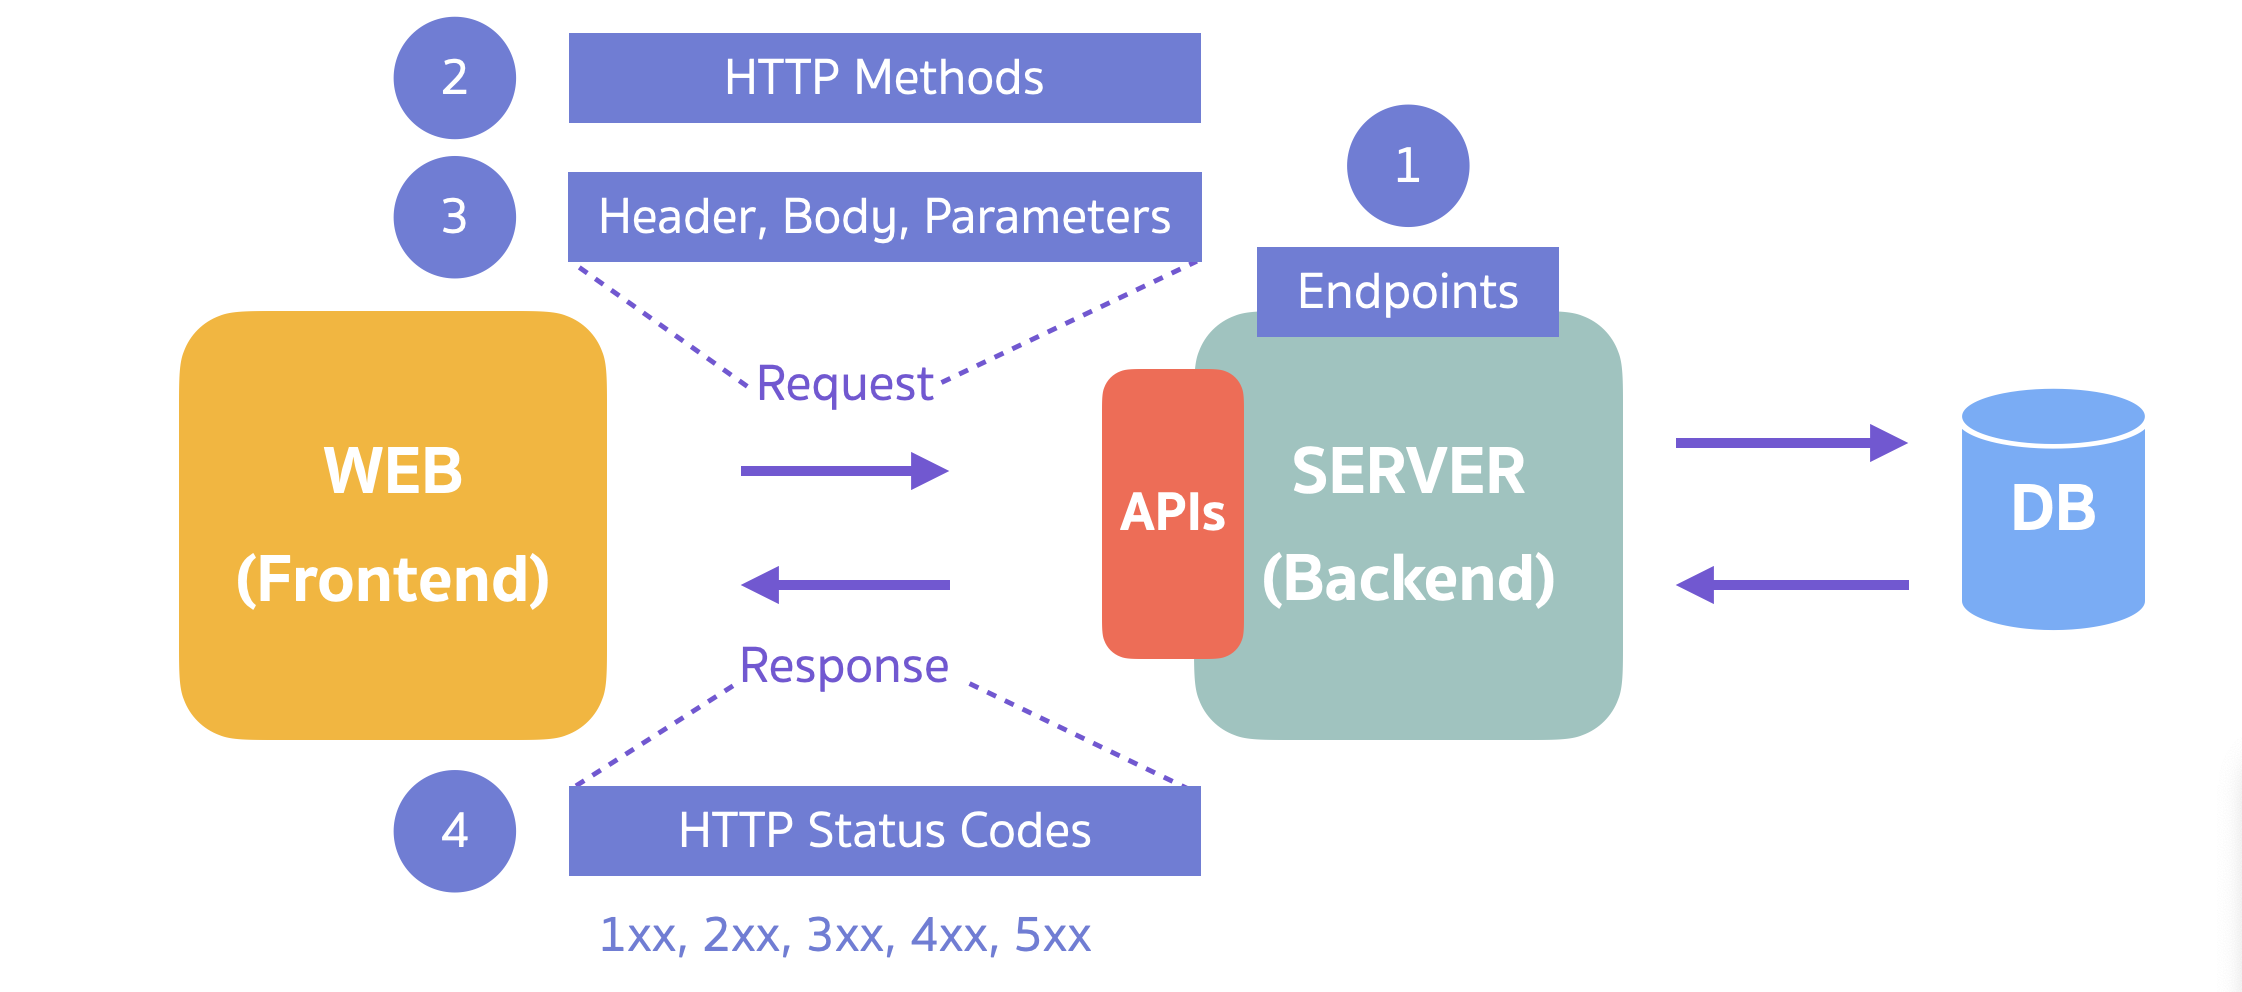 2
HTTP Methods
1
3
Header, Body, Parameters
Endpoints
Request
WEB
(Frontend)
APIs
SERVER
(Backend)
DB
Response
4
HTTP Status Codes
1xx, 2xx, 3xx, 4xx, 5xx